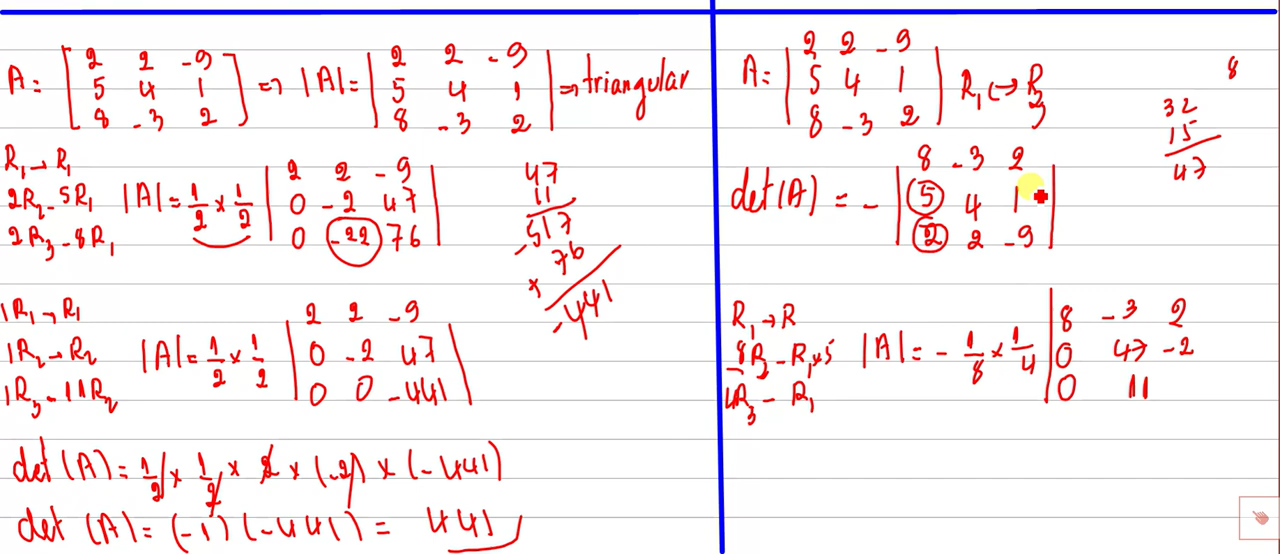 A = [ 2 2 -9 ; 5 4 1 ; 8 -3 2 ] => |A| = | 2 2 -9 ; 5 4 1 ; 8 -3 2 | => triangular
R₁ → R₁
2R₂ - 5R₁
2R₃ - 8R₁
|A| = 1/2 × 1/2 | 2 2 -9 ; 0 -2 47 ; 0 -22 76 |
47
11
-517
× 76
-441
1R₁ → R₁
1R₂ → R₂
1R₃ - 11R₂
|A| = 1/2 × 1/2 | 2 2 -9 ; 0 -2 47 ; 0 0 -441 |
det (A) = 1/2 × 1/2 × 2 × (-2) × (-441)
det (A) = (-1) (-441) = 441
A = | 2 2 -9 ; 5 4 1 ; 8 -3 2 | R₁ ↔ R₃
8
32
15
47
det(A) = - | 8 -3 2 ; 5 4 1 ; 2 2 -9 |
R₁ → R
8R₂ - R₁×5
4R₃ - R₁
|A| = - 1/8 × 1/4 | 8 -3 2 ; 0 47 -2 ; 0 11